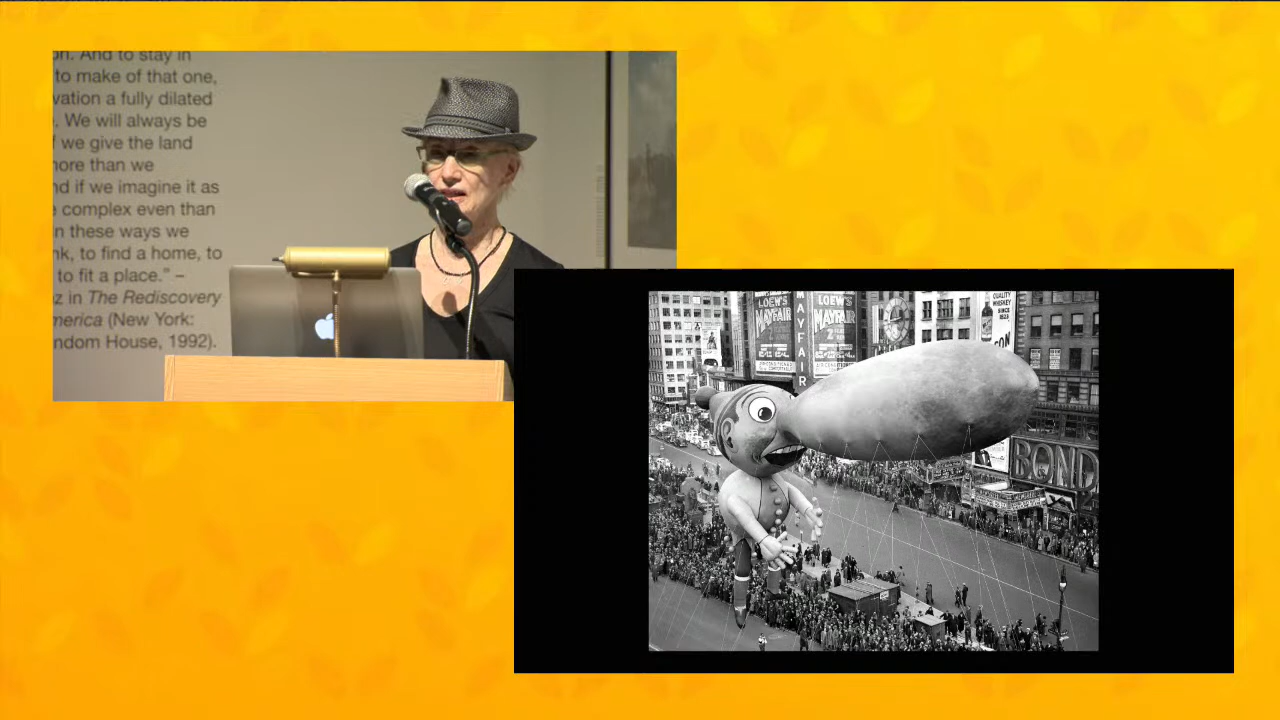 on. And to stay in
to make of that one,
vation a fully dilated
. We will always be
f we give the land
more than we
nd if we imagine it as
e complex even than
n these ways we
nk, to find a home, to
to fit a place.” –
z in The Rediscovery
merica (New York:
ndom House, 1992).
LOEW'S
MAYFAIR
MAYFAIR
LOEW'S
MAYFAIR
QUALITY
WHISKEY
SINCE
BOND